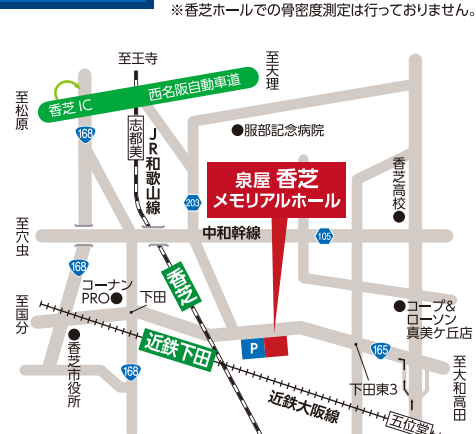 ※香芝ホールでの骨密度測定は行っておりません。
至王寺
至天理
至松原
香芝IC
西名阪自動車道
168
志都美
JR和歌山線
服部記念病院
香芝高校
泉屋 香芝
メモリアルホール
203
至穴虫
中和幹線
105
168
香芝
コーナン
PRO
下田
至国分
コープ&
ローソン
真美ケ丘店
近鉄下田
P
165
香芝市役所
168
下田東3
至大和高田
近鉄大阪線
五位堂